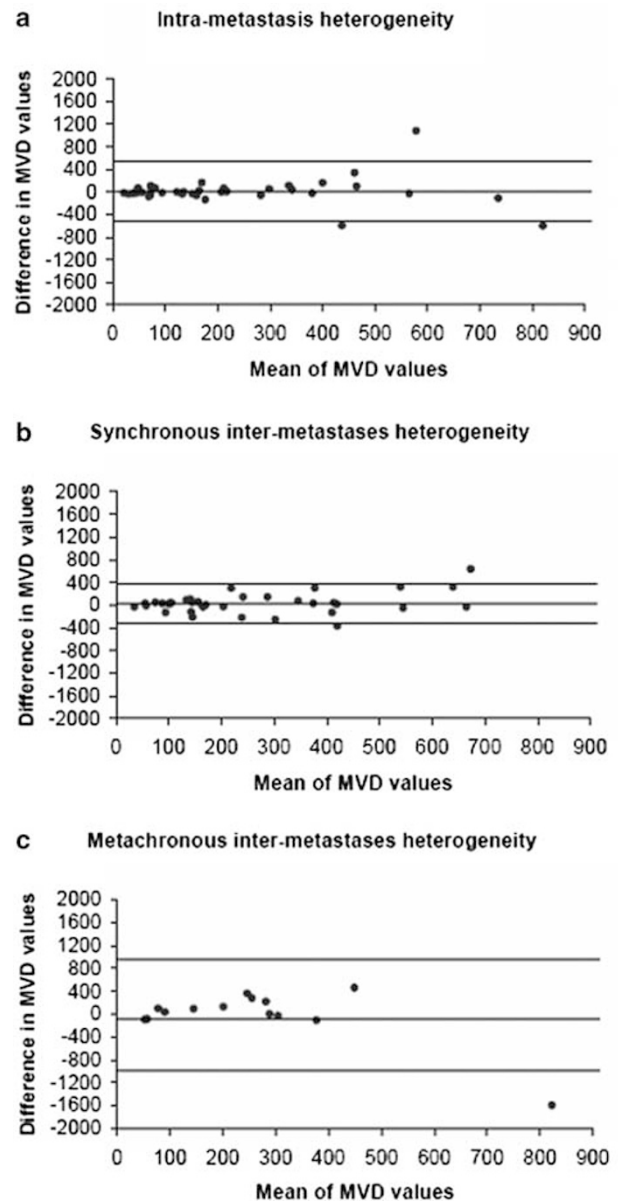 a
Intra-metastasis heterogeneity
Difference in MVD values
2000
1600
1200
800
400
0
-400
-800
-1200
-1600
-2000
0 100 200 300 400 500 600 700 800 900
Mean of MVD values
b
Synchronous inter-metastases heterogeneity
Difference in MVD values
2000
1600
1200
800
400
0
-400
-800
-1200
-1600
-2000
0 100 200 300 400 500 600 700 800 900
Mean of MVD values
c
Metachronous inter-metastases heterogeneity
Difference in MVD values
2000
1600
1200
800
400
0
-400
-800
-1200
-1600
-2000
0 100 200 300 400 500 600 700 800 900
Mean of MVD values